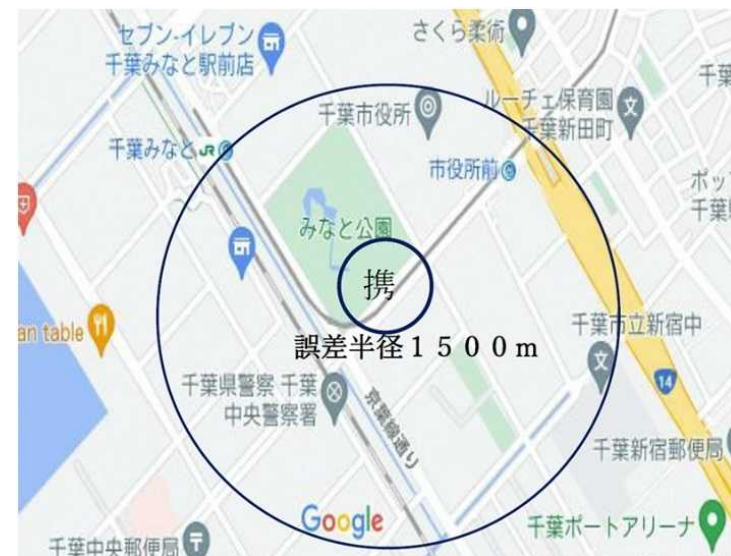 セブン-イレブン
千葉みなと駅前店
さくら柔術
千葉
千葉市役所
ルーチェ保育園
千葉新田町
文
千葉みなと
JR
市役所前
ポッ
千葉県
みなと公園
携
an table
誤差半径1500m
千葉市立新宿中
文
14
千葉県警察 千葉
中央警察署
京葉線通り
千葉新宿郵便局
Google
千葉ポートアリーナ
千葉中央郵便局